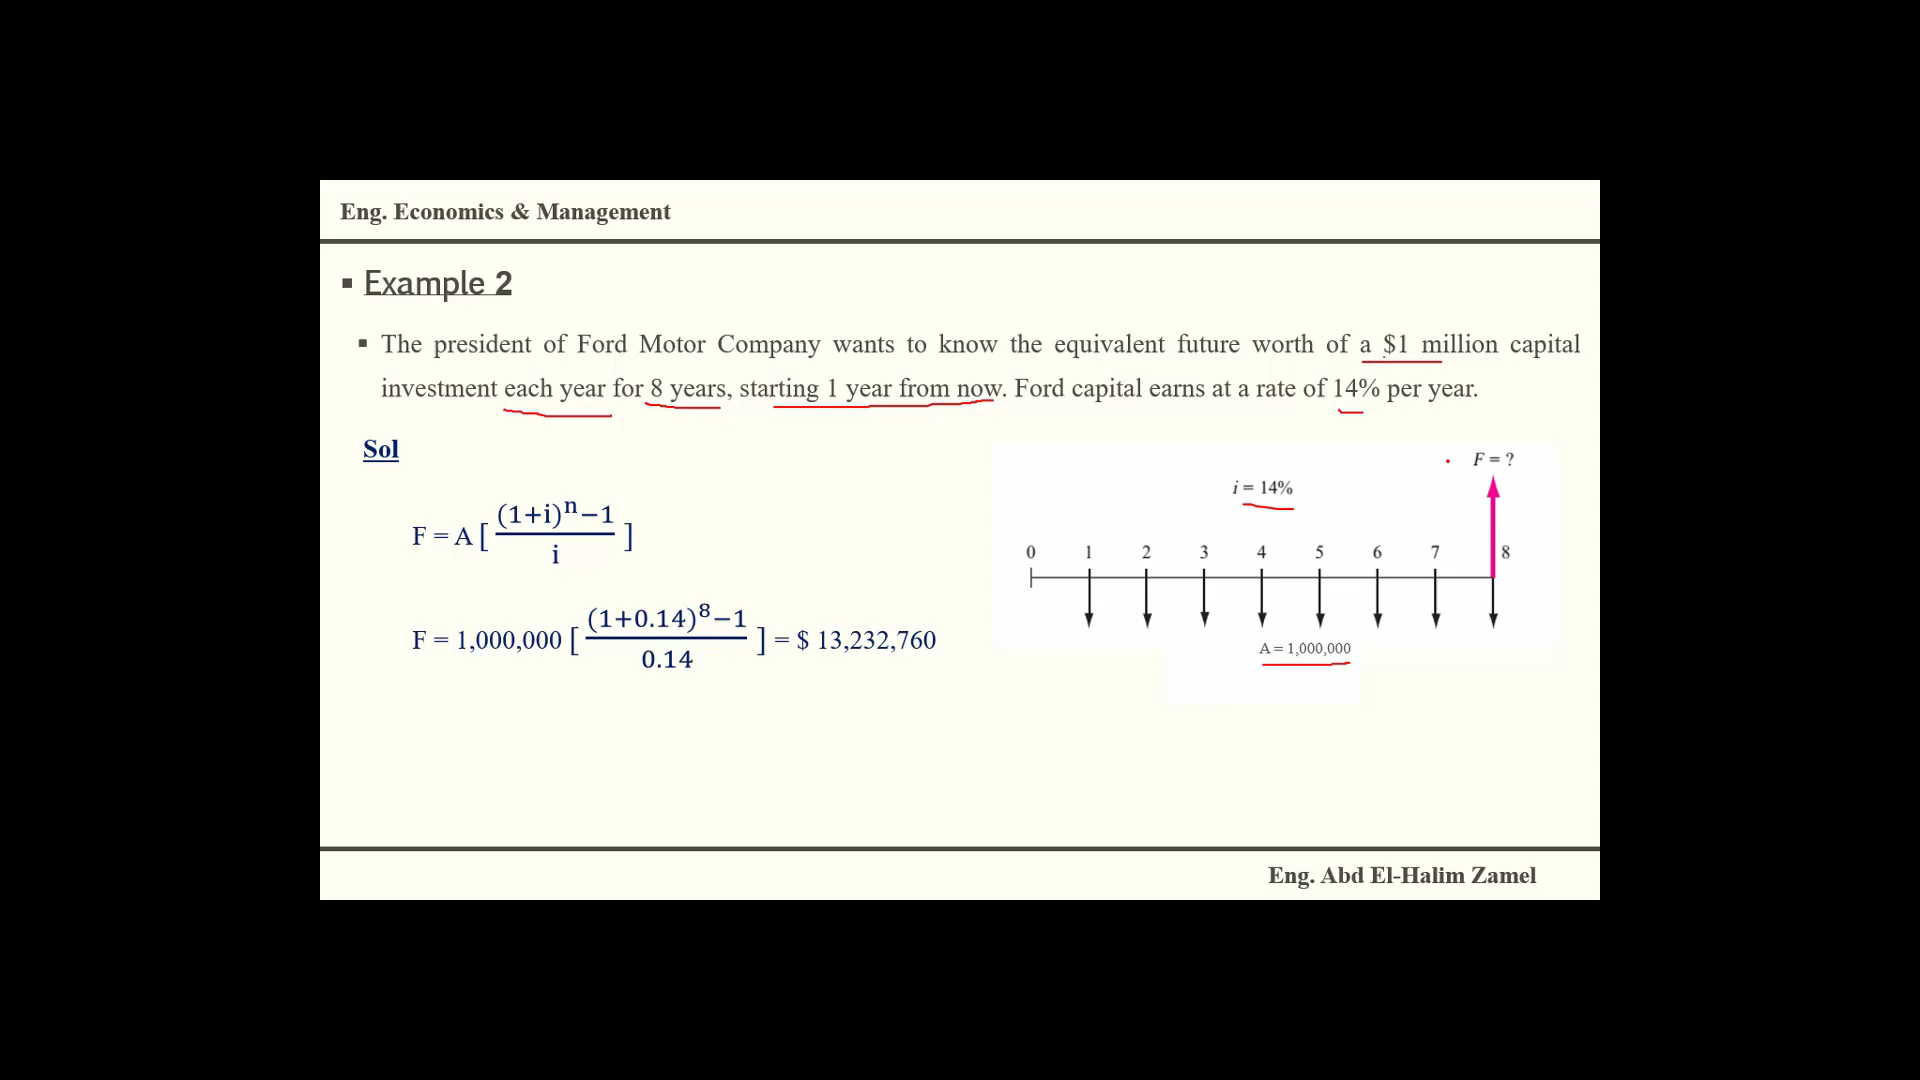 Eng. Economics & Management
▪ Example 2
▪ The president of Ford Motor Company wants to know the equivalent future worth of a $1 million capital
investment each year for 8 years, starting 1 year from now. Ford capital earns at a rate of 14% per year.
Sol
F = A [ ((1+i)^n−1)/i ]
F = 1,000,000 [ ((1+0.14)^8−1)/0.14 ] = $ 13,232,760
F = ?
i = 14%
0 1 2 3 4 5 6 7 8
A = 1,000,000
Eng. Abd El-Halim Zamel